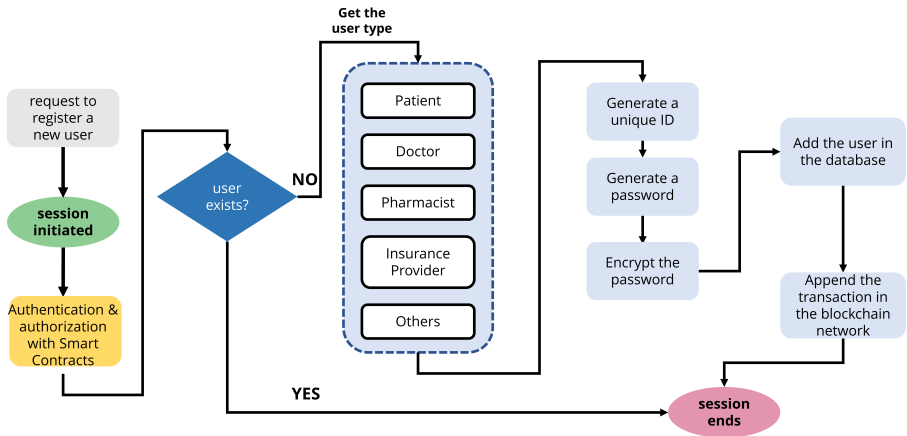 Get the
user type
request to
register a
new user
session
initiated
Authentication &
authorization
with Smart
Contracts
user
exists?
NO
YES
Patient
Doctor
Pharmacist
Insurance
Provider
Others
Generate a
unique ID
Generate a
password
Encrypt the
password
Add the user in
the database
Append the
transaction in
the blockchain
network
session
ends